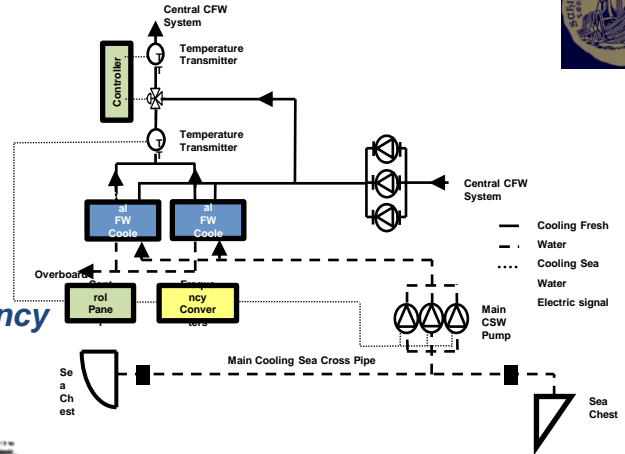 Central CFW
System
Temperature
Transmitter
Controller
T
T
Temperature
Transmitter
T
T
Central CFW
System
al
FW
Coole
al
FW
Coole
Cooling Fresh
Water
Cooling Sea
Water
Electric signal
Overboard
Cont
rol
Pane
l
Freque
ncy
Conver
ters
ncy
Main
CSW
Pump
Main Cooling Sea Cross Pipe
Se
a
Ch
est
Sea
Chest